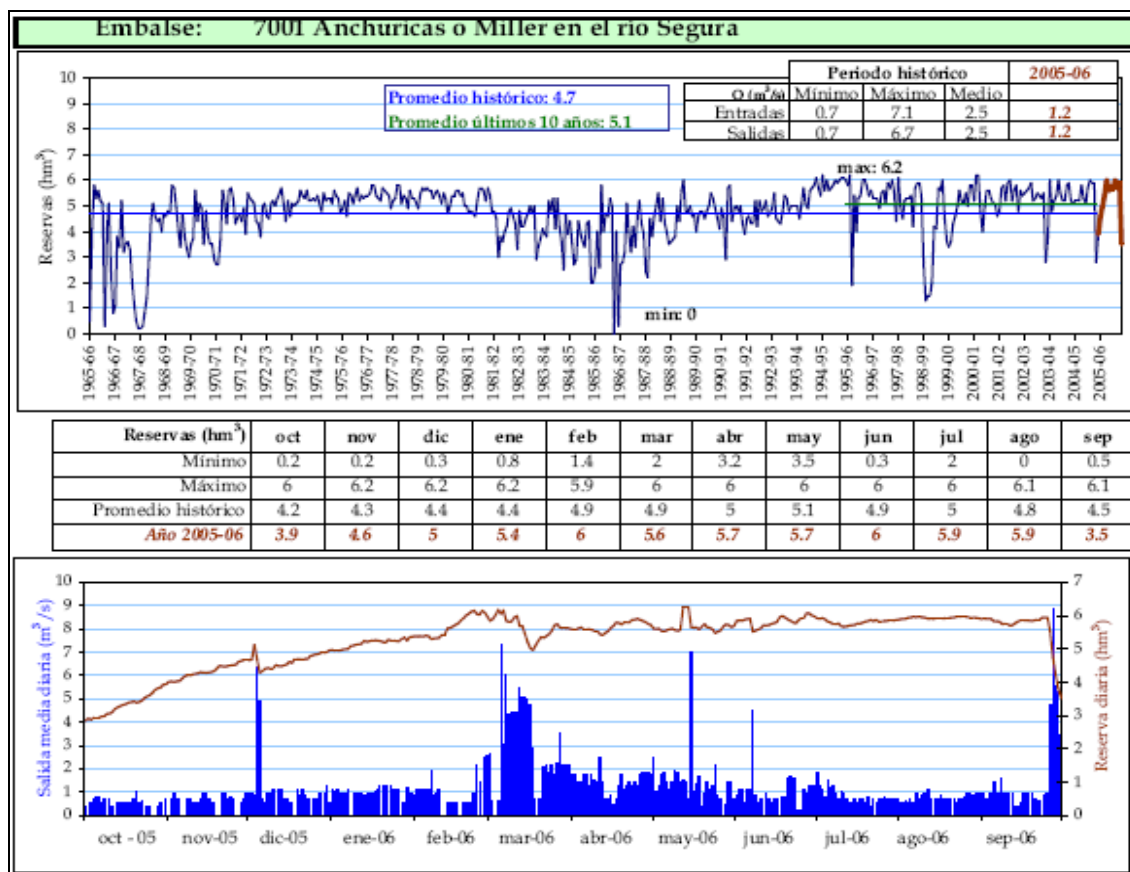 Embalse: 7001 Anchuricas o Miller en el río Segura
Periodo histórico 2005-06
Q (m³/s) Mínimo Máximo Medio
Entradas 0.7 7.1 2.5 1.2
Salidas 0.7 6.7 2.5 1.2
Promedio histórico: 4.7
Promedio últimos 10 años: 5.1
Reservas (hm³)
10
9
8
7
6
5
4
3
2
1
0
max: 6.2
min: 0
1965-66 1966-67 1967-68 1968-69 1969-70 1970-71 1971-72 1972-73 1973-74 1974-75 1975-76 1976-77 1977-78 1978-79 1979-80 1980-81 1981-82 1982-83 1983-84 1984-85 1985-86 1986-87 1987-88 1988-89 1989-90 1990-91 1991-92 1992-93 1993-94 1994-95 1995-96 1996-97 1997-98 1998-99 1999-00 2000-01 2001-02 2002-03 2003-04 2004-05 2005-06
Reservas (hm³) oct nov dic ene feb mar abr may jun jul ago sep
Mínimo 0.2 0.2 0.3 0.8 1.4 2 3.2 3.5 0.3 2 0 0.5
Máximo 6 6.2 6.2 6.2 5.9 6 6 6 6 6 6.1 6.1
Promedio histórico 4.2 4.3 4.4 4.4 4.9 4.9 5 5.1 4.9 5 4.8 4.5
Año 2005-06 3.9 4.6 5 5.4 6 5.6 5.7 5.7 6 5.9 5.9 3.5
Salida media diaria (m³/s)
10
9
8
7
6
5
4
3
2
1
0
7
6
5
4
3
2
1
0
Reserva diaria (hm³)
oct - 05 nov-05 dic-05 ene-06 feb-06 mar-06 abr-06 may-06 jun-06 jul-06 ago-06 sep-06